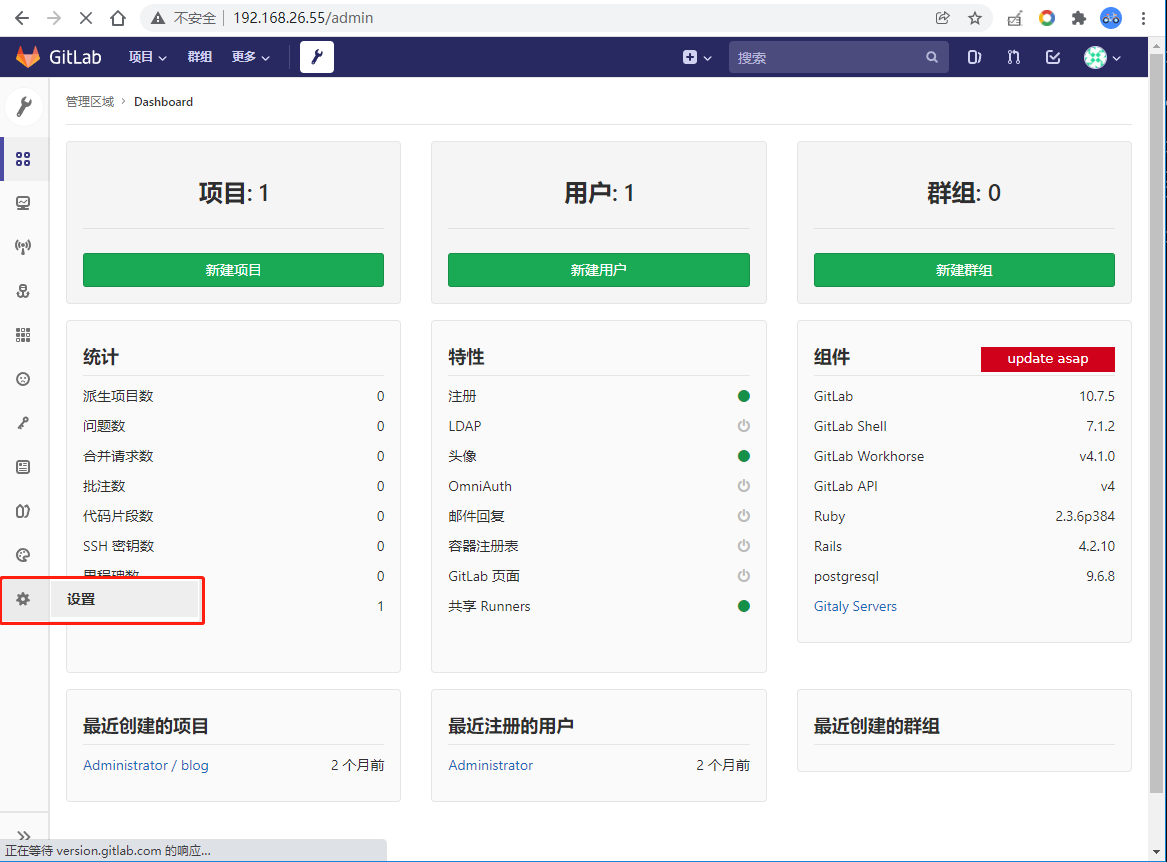 不安全 192.168.26.55/admin
GitLab 项目 群组 更多 搜索
管理区域 › Dashboard
项目: 1
新建项目
用户: 1
新建用户
群组: 0
新建群组
统计
派生项目数 0
问题数 0
合并请求数 0
批注数 0
代码片段数 0
SSH 密钥数 0
里程碑数 0
1
设置
特性
注册
LDAP
头像
OmniAuth
邮件回复
容器注册表
GitLab 页面
共享 Runners
组件 update asap
GitLab 10.7.5
GitLab Shell 7.1.2
GitLab Workhorse v4.1.0
GitLab API v4
Ruby 2.3.6p384
Rails 4.2.10
postgresql 9.6.8
Gitaly Servers
最近创建的项目
Administrator / blog 2 个月前
最近注册的用户
Administrator 2 个月前
最近创建的群组
正在等待 version.gitlab.com 的响应...